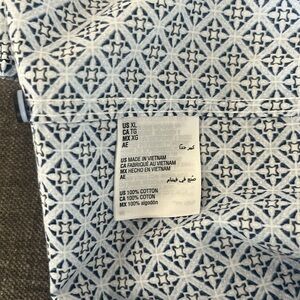 US XL
CA TG
MX XG
AE كبير جدًا
US MADE IN VIETNAM
CA FABRIQUÉ AU VIETNAM
MX HECHO EN VIETNAM
AE صنع في فيتنام
US 100% COTTON
CA 100% COTON
MX 100% algodón